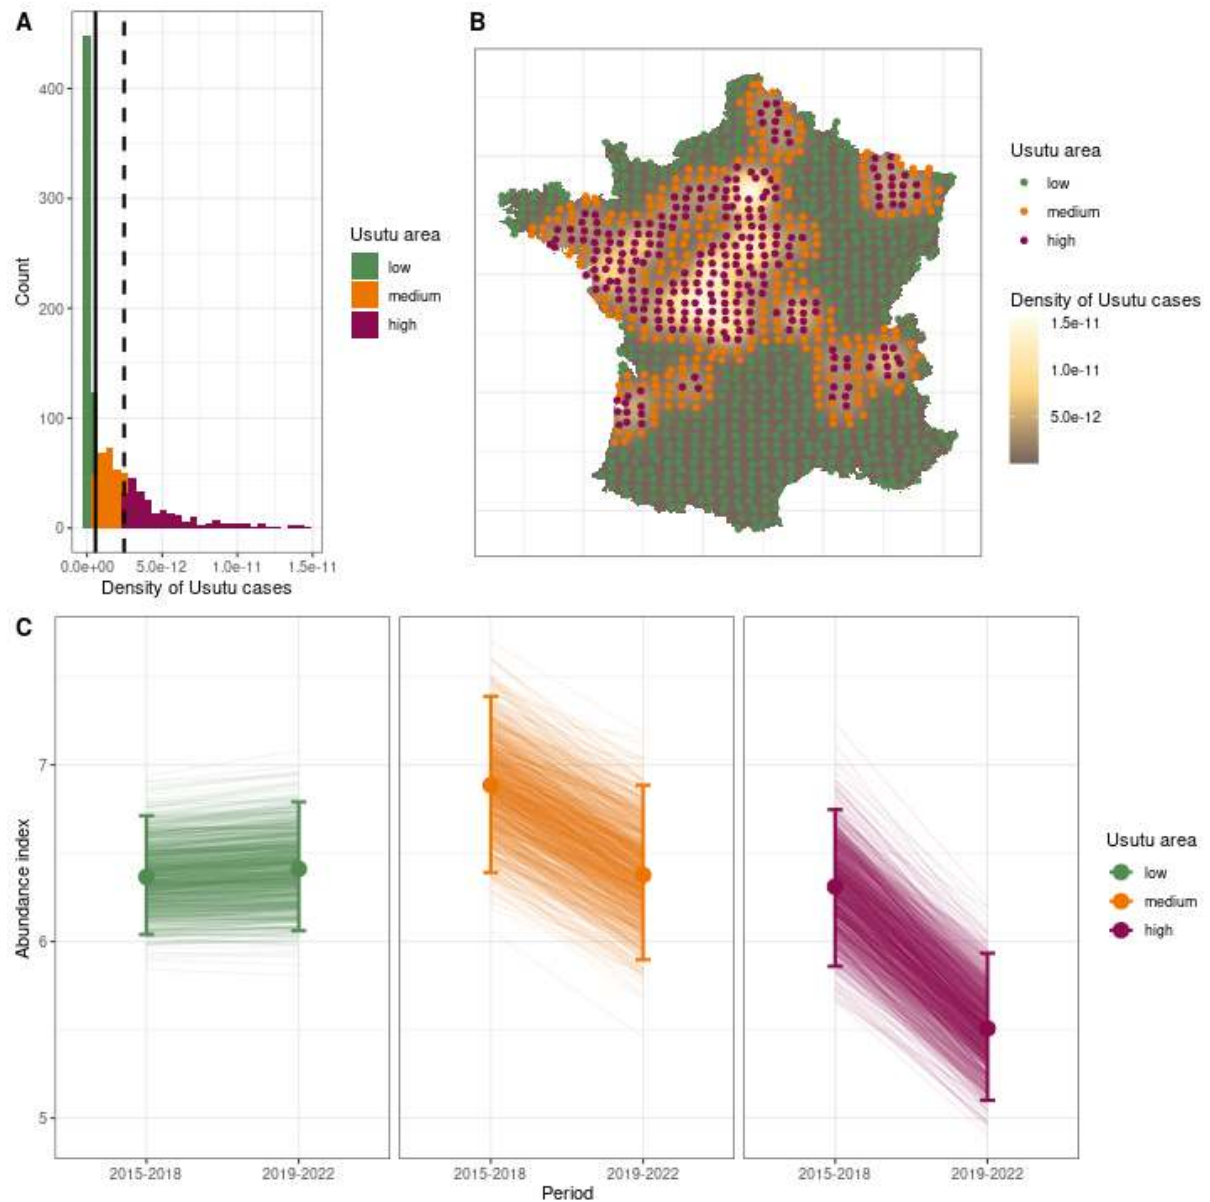 A
400
300
200
100
0
Count
0.0e+00 5.0e-12 1.0e-11 1.5e-11
Density of Usutu cases
Usutu area
low
medium
high
B
Usutu area
low
medium
high
Density of Usutu cases
1.5e-11
1.0e-11
5.0e-12
C
7
6
5
Abundance index
2015-2018 2019-2022 2015-2018 2019-2022 2015-2018 2019-2022
Period
Usutu area
low
medium
high